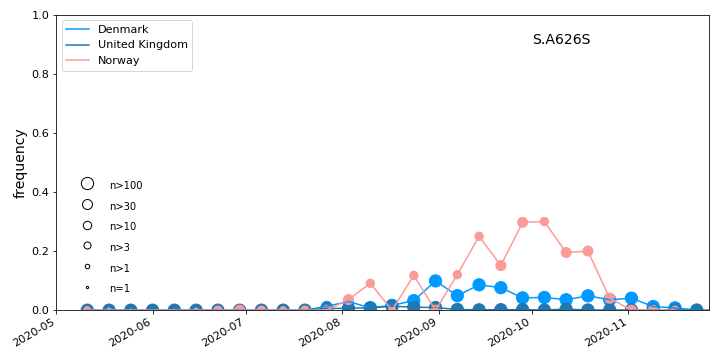 1.0
0.8
0.6
0.4
0.2
0.0
frequency
Denmark
United Kingdom
Norway
S.A626S
n>100
n>30
n>10
n>3
n>1
n=1
2020-05
2020-06
2020-07
2020-08
2020-09
2020-10
2020-11